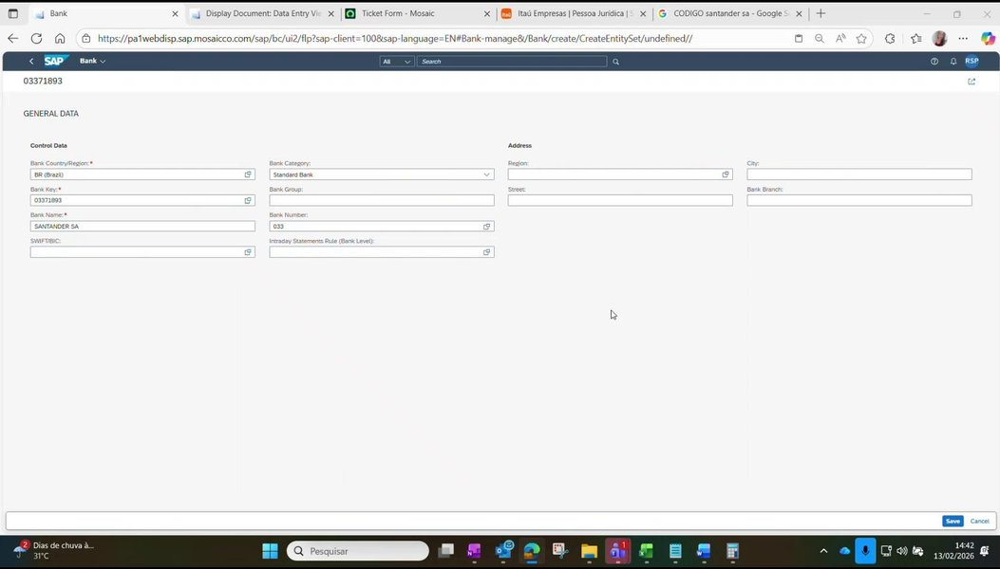 Bank
Display Document: Data Entry Vi
Ticket Form - Mosaic
Itaú Empresas | Pessoa Jurídica |
CODIGO santander sa - Google S
https://pa1webdisp.sap.mosaicco.com/sap/bc/ui2/flp?sap-client=100&sap-language=EN#Bank-manage&/Bank/create/CreateEntitySet/undefined//
SAP
Bank
All
Search
RSP
03371893
GENERAL DATA
Control Data
Address
Bank Country/Region:*
Bank Category:
Region:
City:
BR (Brazil)
Standard Bank
Bank Key:*
Bank Group:
Street:
Bank Branch:
03371893
Bank Name:*
Bank Number:
SANTANDER SA
033
SWIFT/BIC:
Intraday Statements Rule (Bank Level):
Save
Cancel
2
Dias de chuva à...
31°C
Pesquisar
1
14:42
13/02/2026